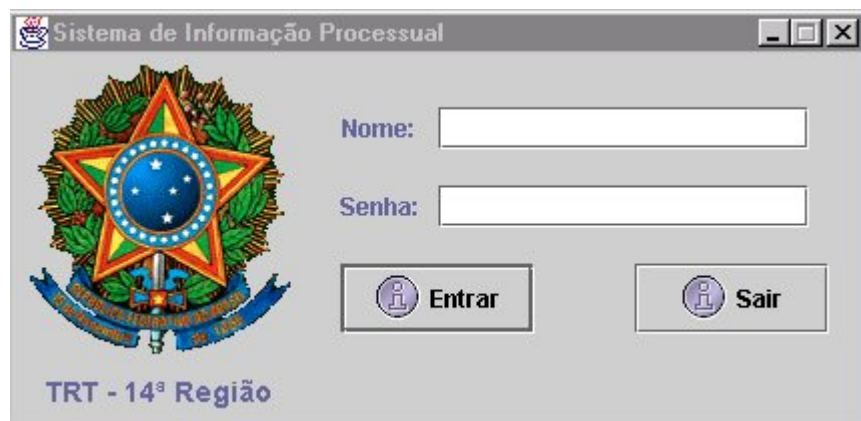 Sistema de Informação Processual
Nome:
Senha:
Entrar
Sair
TRT - 14ª Região